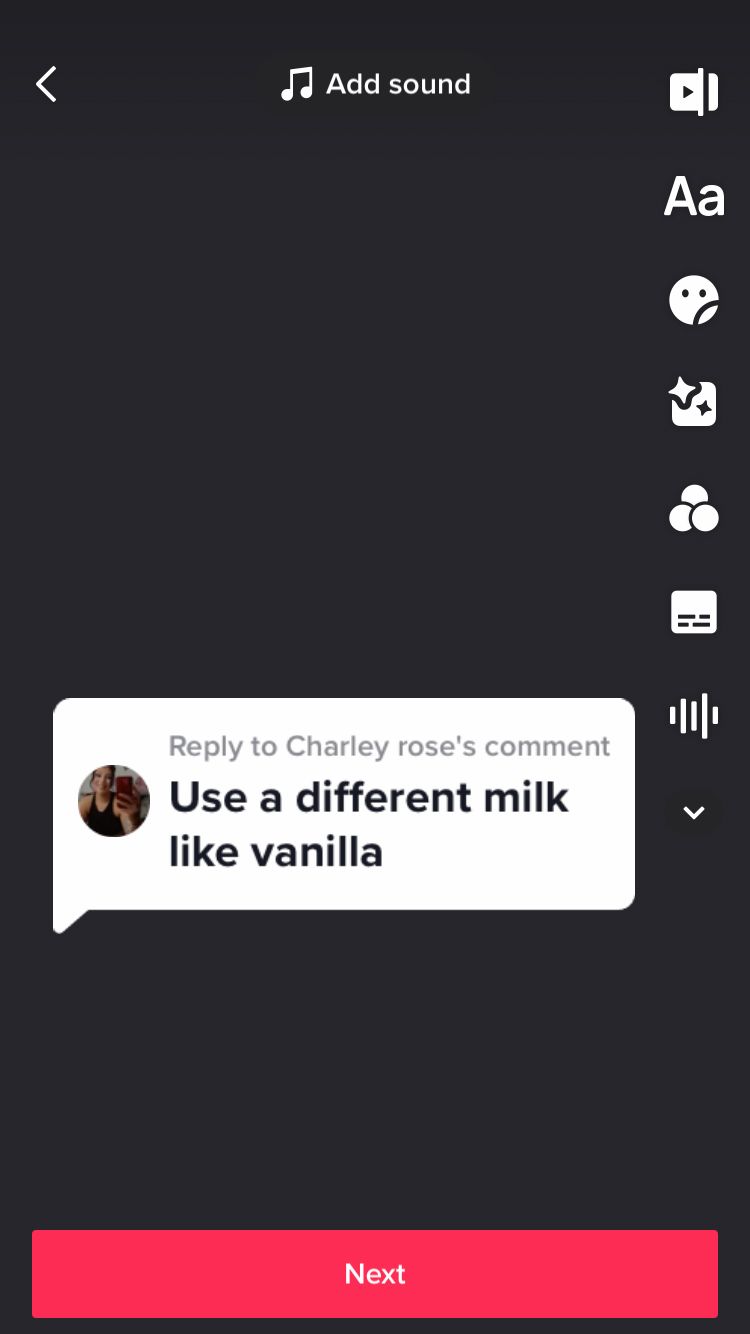 Add sound
Aa
Reply to Charley rose's comment
Use a different milk
like vanilla
Next